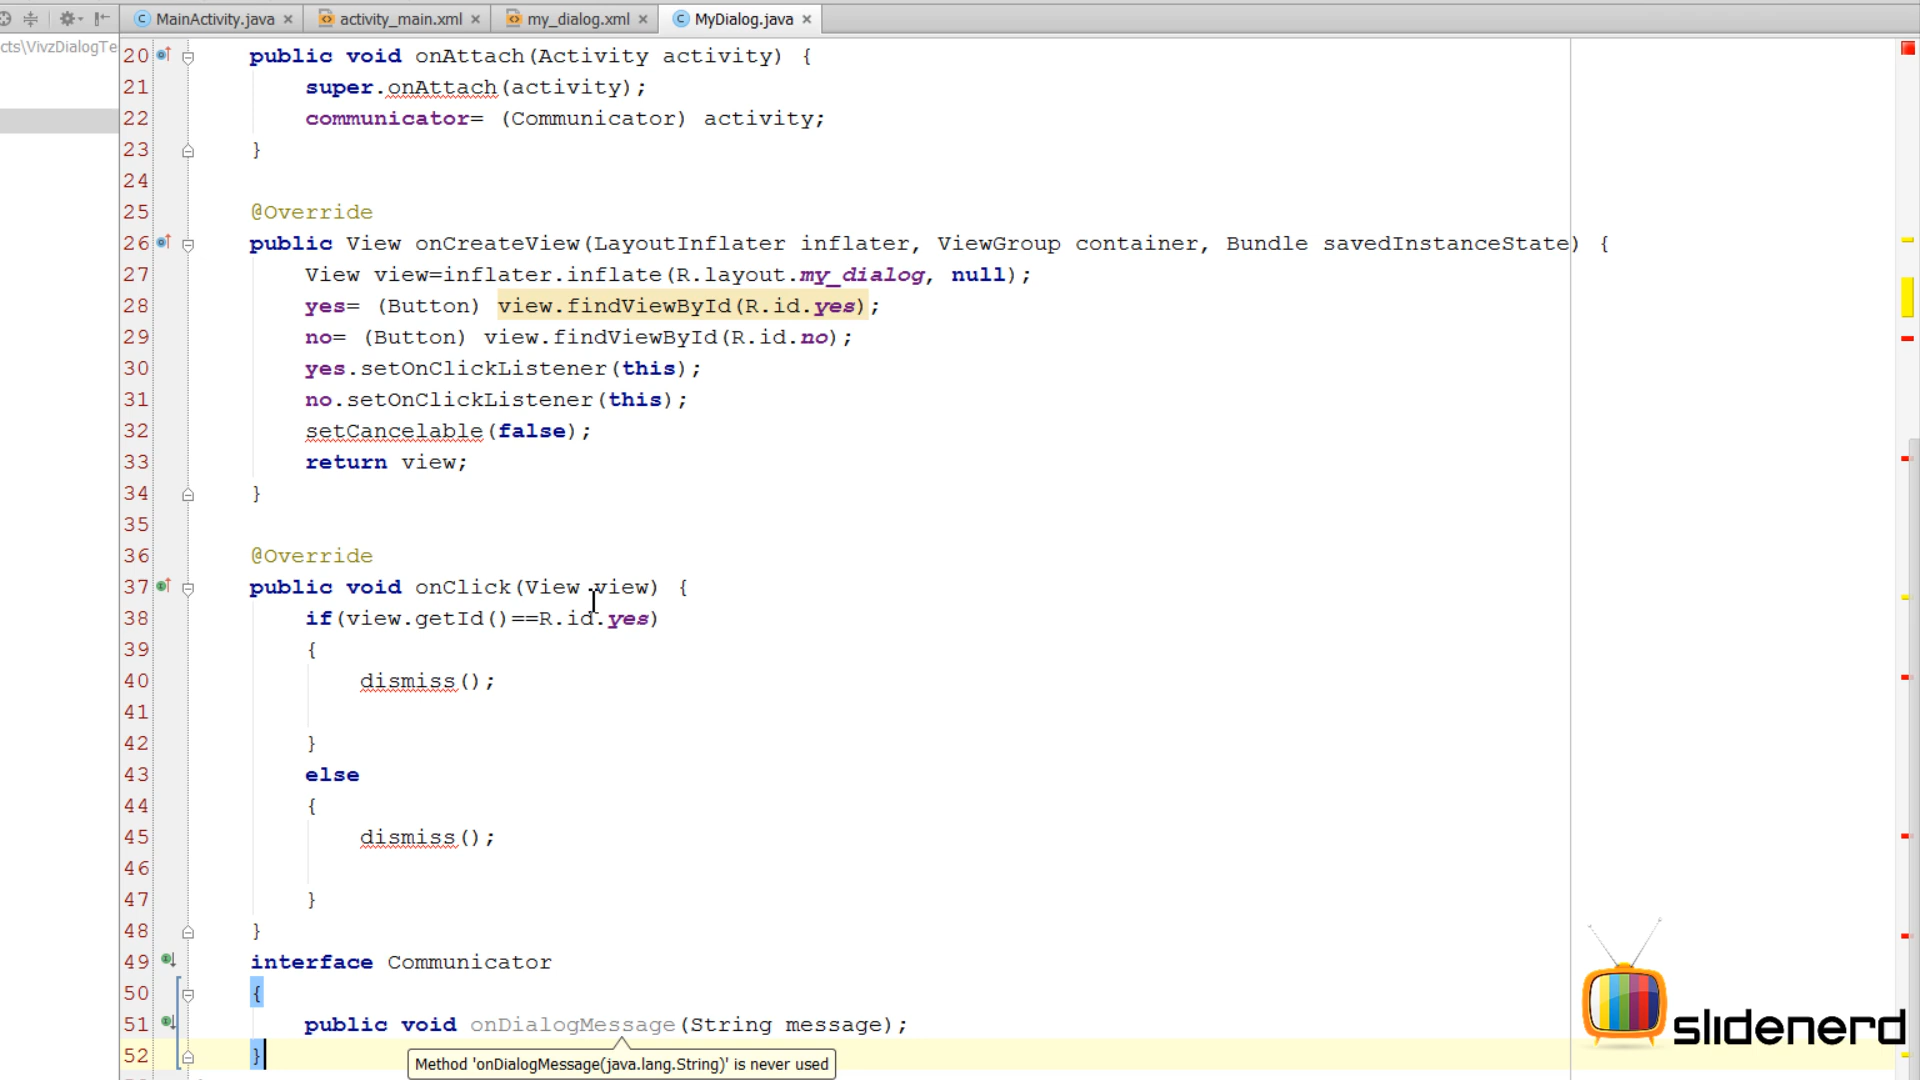 MainActivity.java activity_main.xml my_dialog.xml MyDialog.java
cts\VivzDialogTe
20 public void onAttach(Activity activity) {
21 super.onAttach(activity);
22 communicator= (Communicator) activity;
23 }
24
25 @Override
26 public View onCreateView(LayoutInflater inflater, ViewGroup container, Bundle savedInstanceState) {
27 View view=inflater.inflate(R.layout.my_dialog, null);
28 yes= (Button) view.findViewById(R.id.yes);
29 no= (Button) view.findViewById(R.id.no);
30 yes.setOnClickListener(this);
31 no.setOnClickListener(this);
32 setCancelable(false);
33 return view;
34 }
35
36 @Override
37 public void onClick(View view) {
38 if(view.getId()==R.id.yes)
39 {
40 dismiss();
41
42 }
43 else
44 {
45 dismiss();
46
47 }
48 }
49 interface Communicator
50 {
51 public void onDialogMessage(String message);
52 }
Method 'onDialogMessage(java.lang.String)' is never used
slidenerd